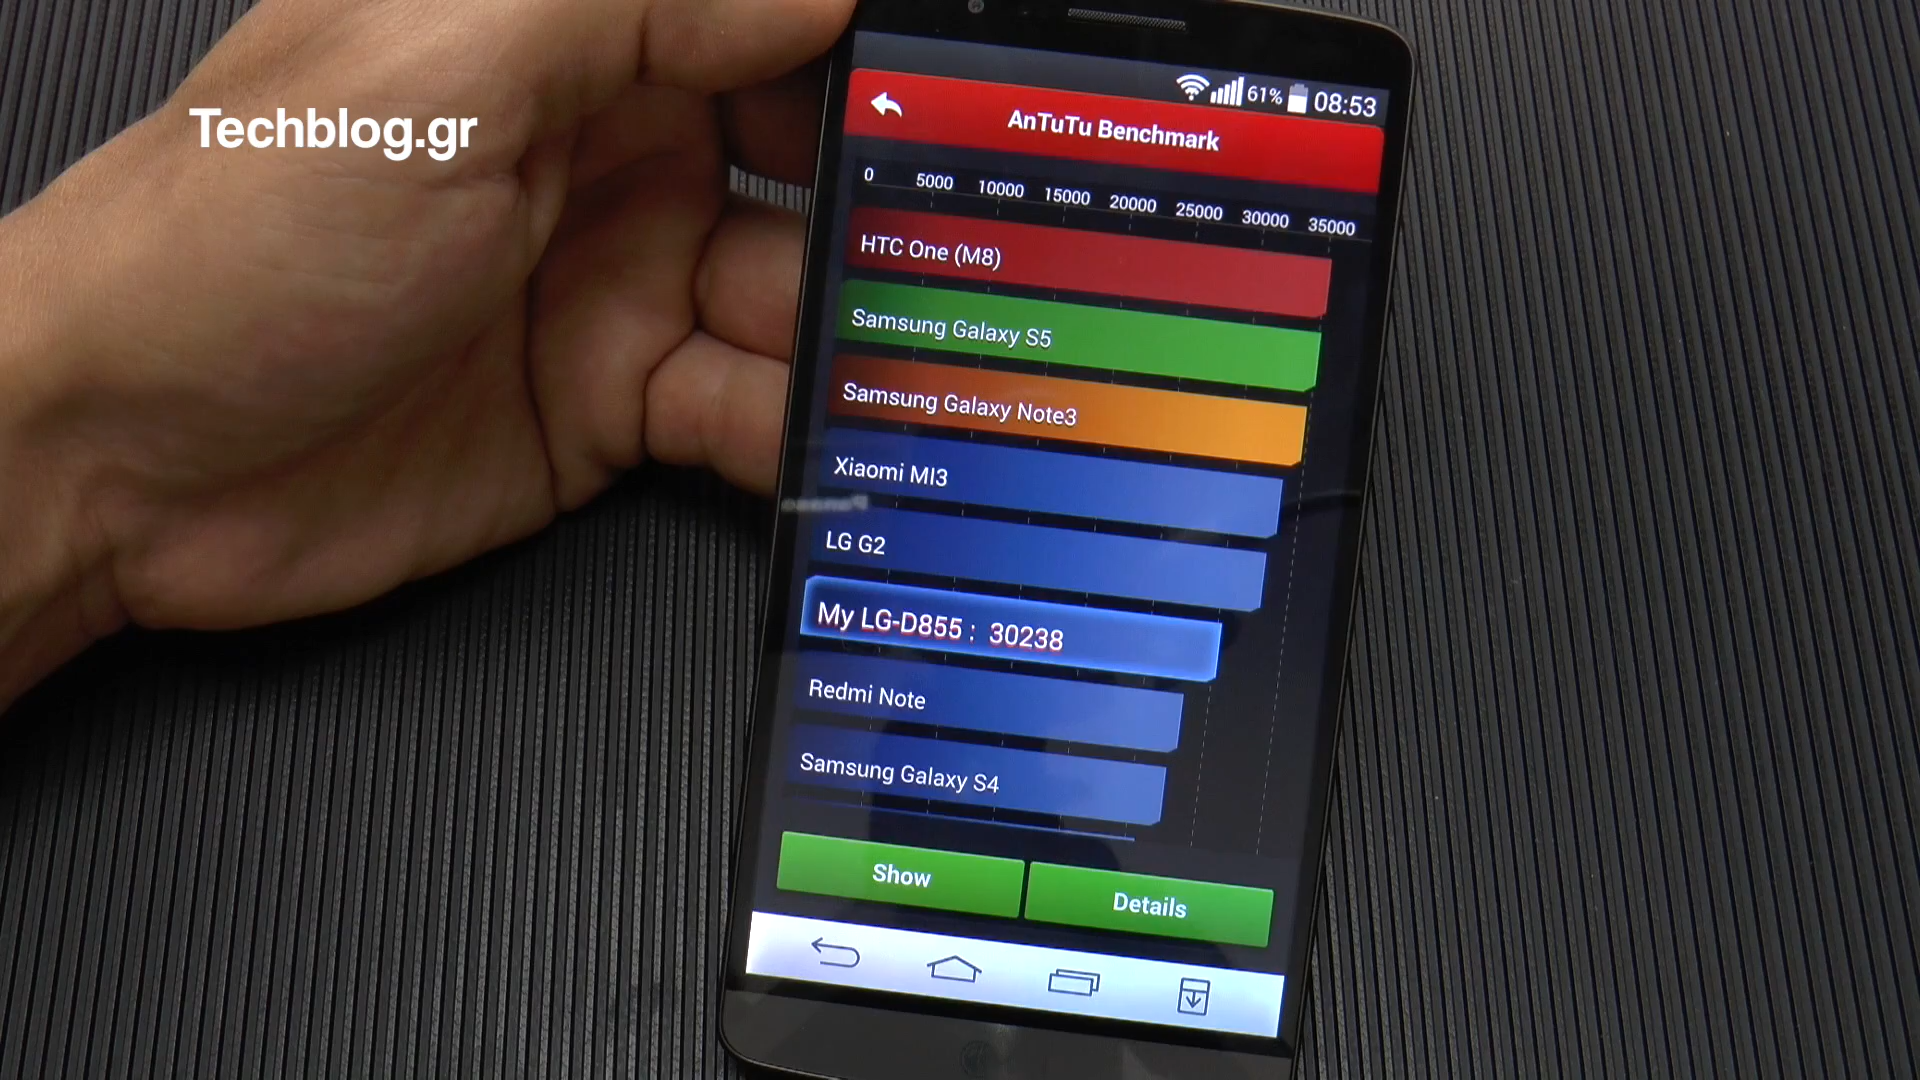 Techblog.gr
61% 08:53
AnTuTu Benchmark
0 5000 10000 15000 20000 25000 30000 35000
HTC One (M8)
Samsung Galaxy S5
Samsung Galaxy Note3
Xiaomi MI3
LG G2
My LG-D855 : 30238
Redmi Note
Samsung Galaxy S4
Show
Details